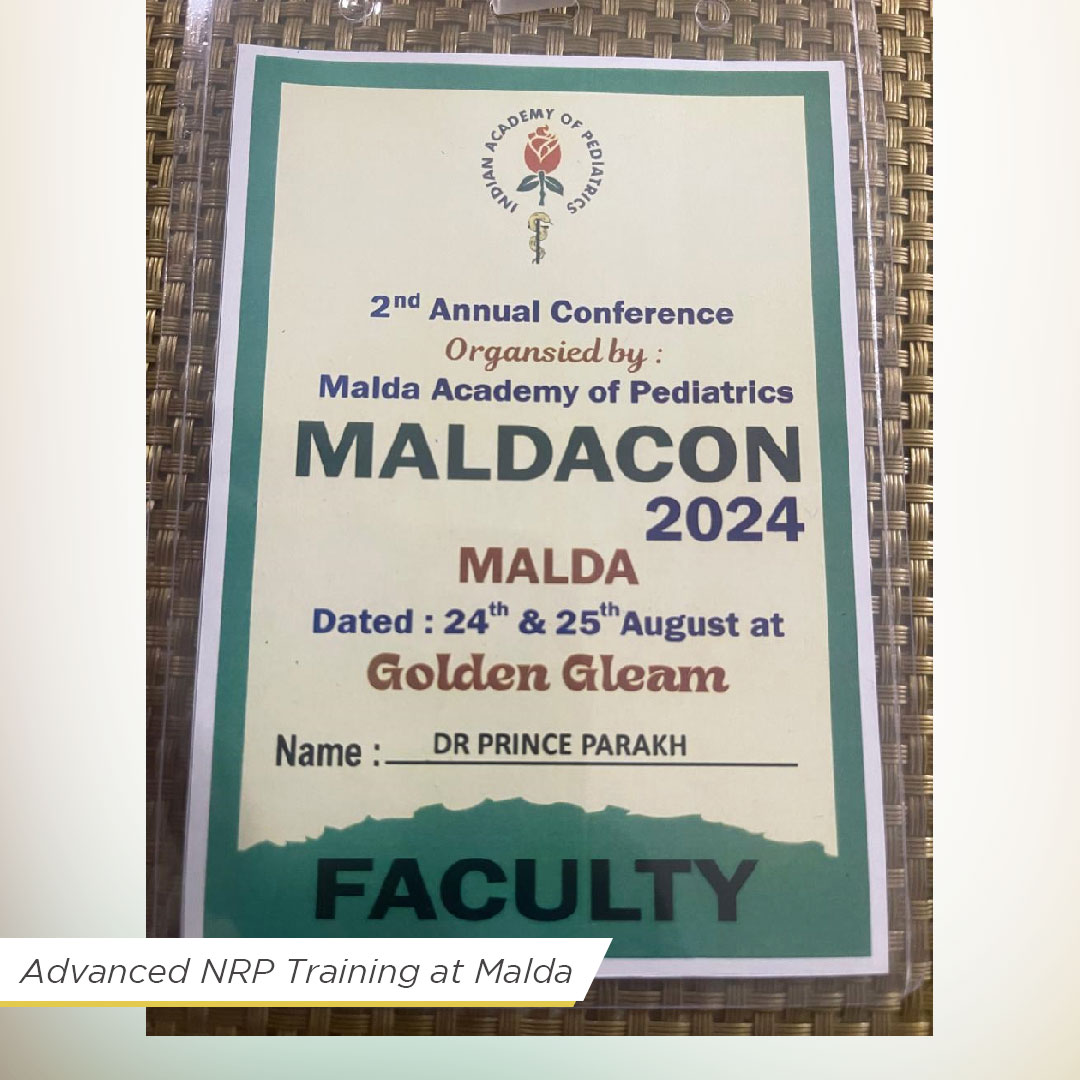 INDIAN ACADEMY OF PEDIATRICS
2nd Annual Conference
Organsied by :
Malda Academy of Pediatrics
MALDACON
2024
MALDA
Dated : 24th & 25th August at
Golden Gleam
Name : DR PRINCE PARAKH
FACULTY
Advanced NRP Training at Malda